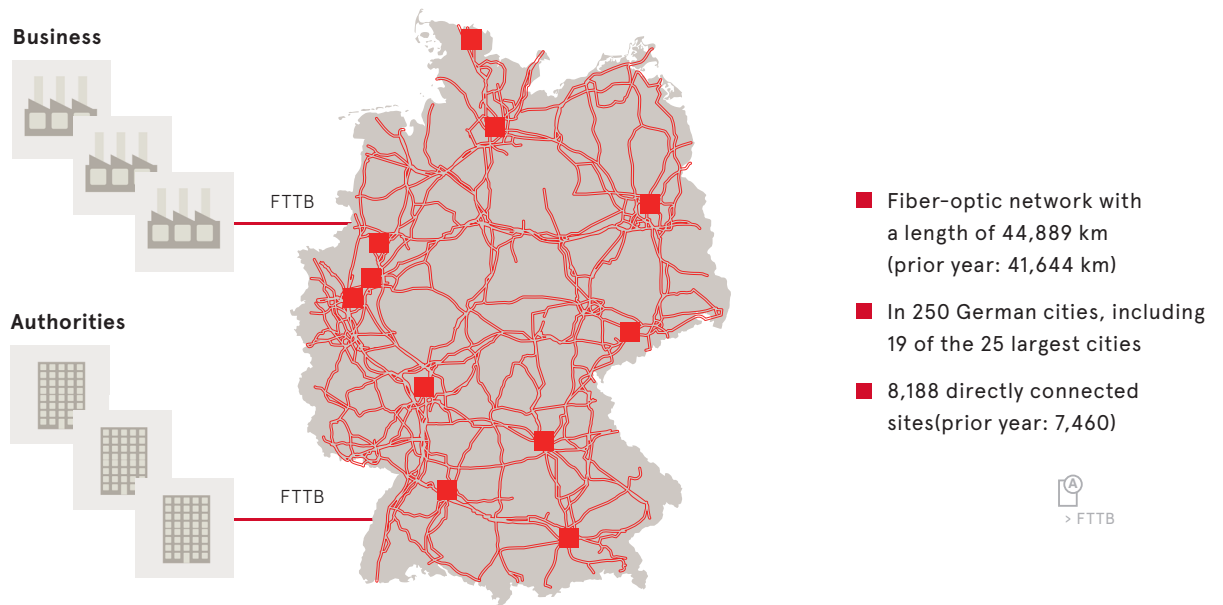 Business
FTTB
Authorities
FTTB
Fiber-optic network with
a length of 44,889 km
(prior year: 41,644 km)
In 250 German cities, including
19 of the 25 largest cities
8,188 directly connected
sites(prior year: 7,460)
A
> FTTB